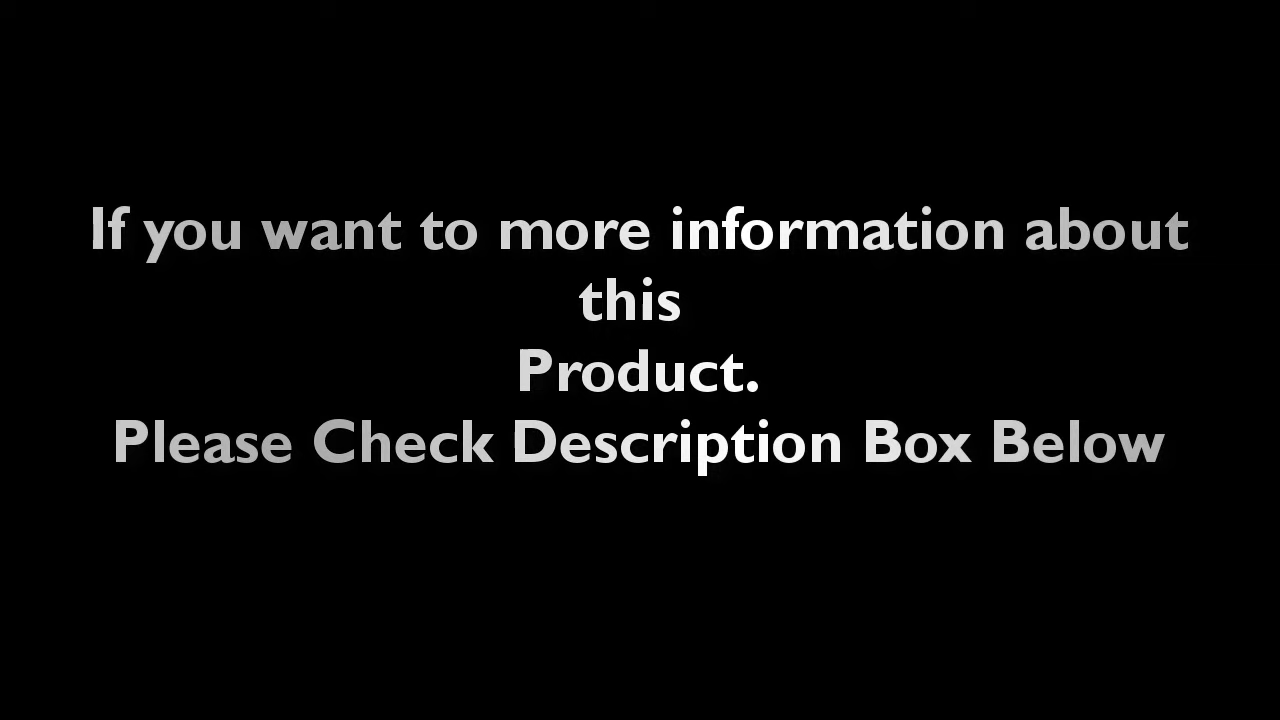 If you want to more information about
this
Product.
Please Check Description Box Below